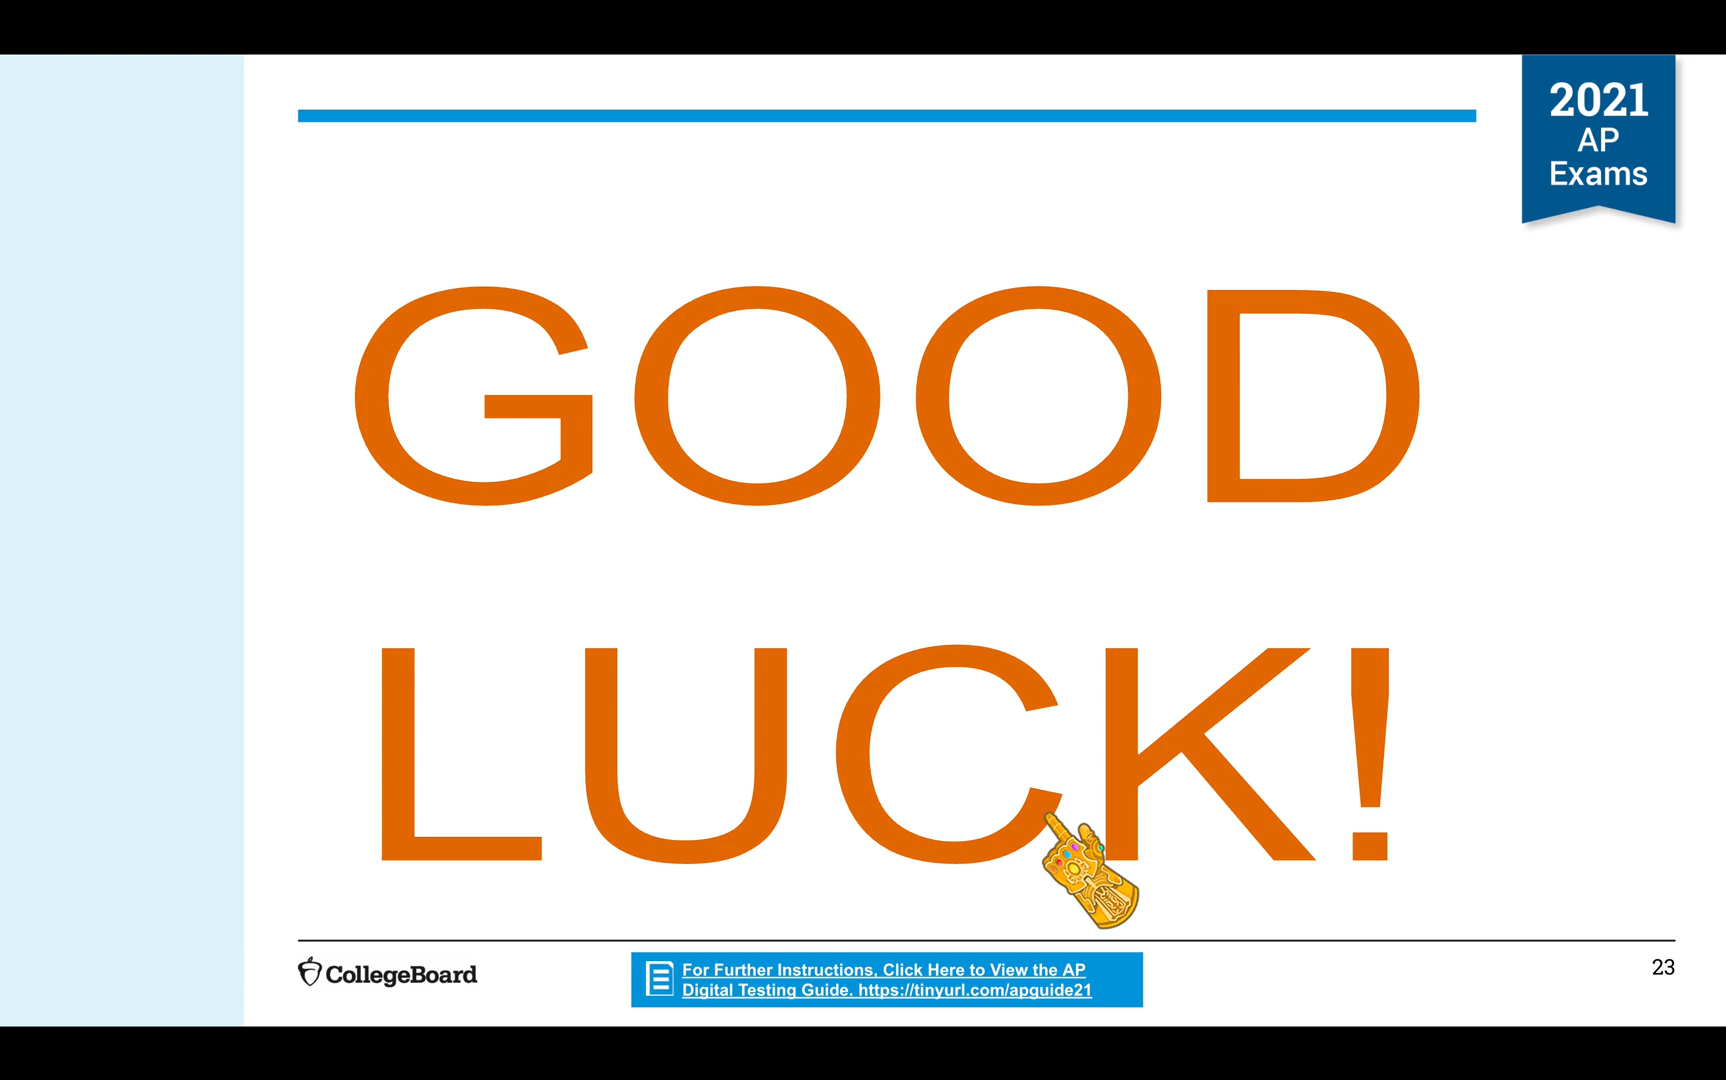 2021
AP
Exams
GOOD
LUCK!
CollegeBoard
For Further Instructions, Click Here to View the AP
Digital Testing Guide. https://tinyurl.com/apguide21
23